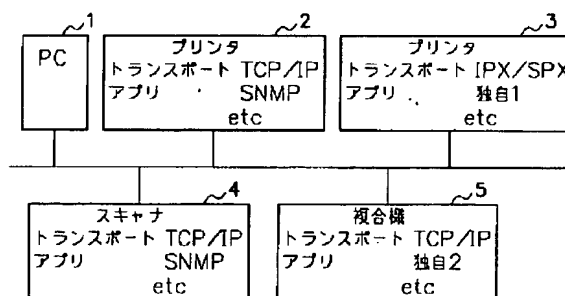 1
PC
2
プリンタ
トランスポート TCP/IP
アプリ SNMP
etc
3
プリンタ
トランスポート IPX/SPX
アプリ 独自1
etc
4
スキャナ
トランスポート TCP/IP
アプリ SNMP
etc
5
複合機
トランスポート TCP/IP
アプリ 独自2
etc